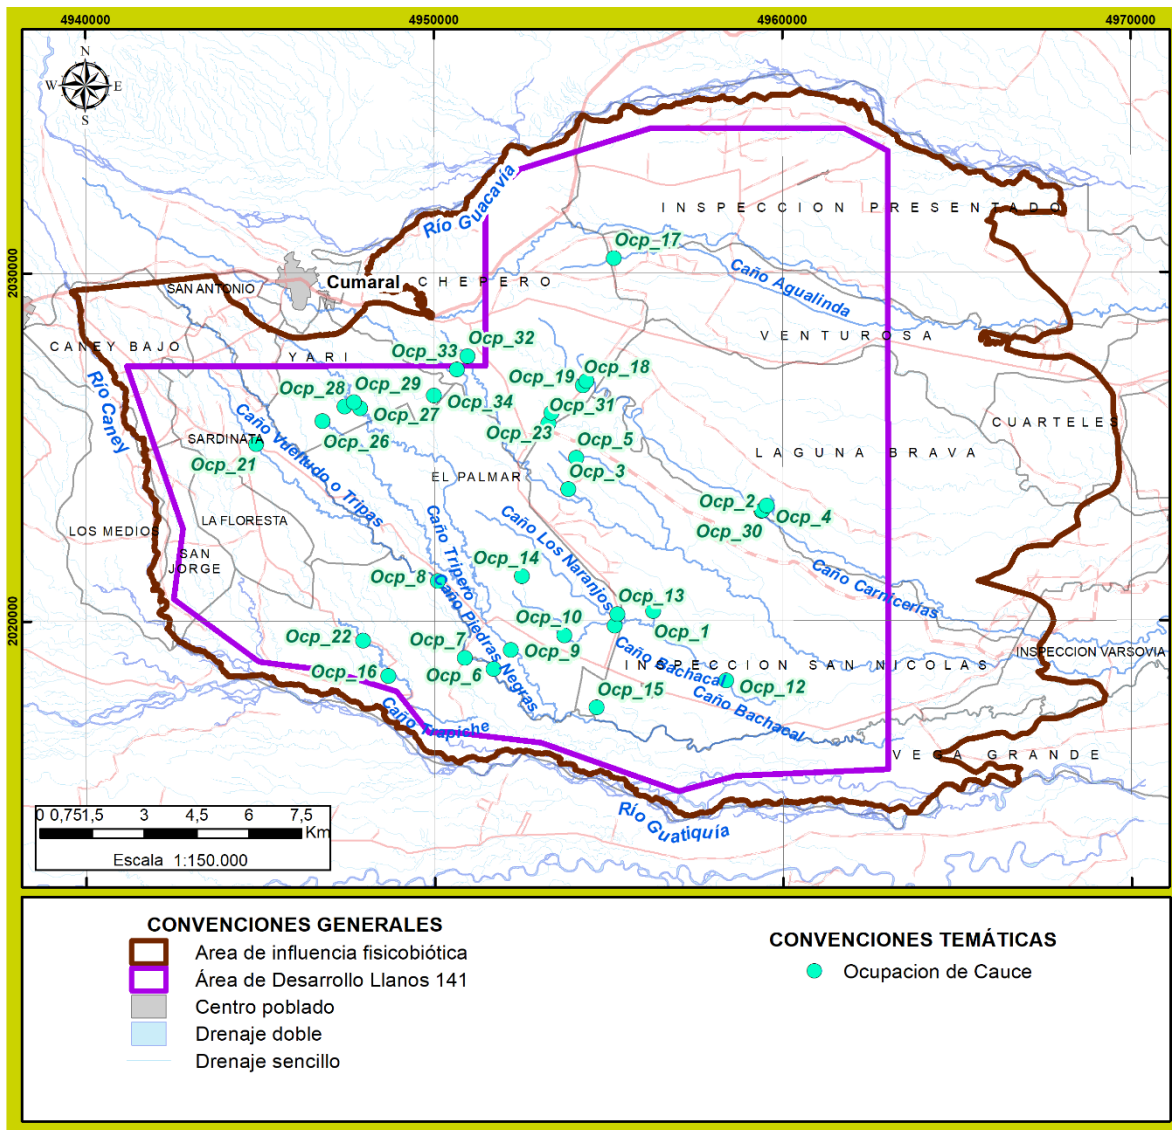 4940000 4950000 4960000 4970000
N
W E
S
Río Guacavía
INSPECCION PRESENTADO
Ocp_17
2030000 2030000
Cumaral
CHEPERO
Caño Agualinda
SAN ANTONIO
VENTUROSA
CANEY BAJO
YARI
Ocp_32
Ocp_33
Río Caney
Ocp_18
Ocp_19
Ocp_28
Ocp_29
Ocp_34
Ocp_31
Ocp_27
Ocp_23
CUARTELES
Ocp_26
SARDINATA
Ocp_5
Caño Vueltudo o Tripas
LAGUNA BRAVA
Ocp_21
Ocp_3
EL PALMAR
Ocp_2
LA FLORESTA
Ocp_4
LOS MEDIOS
Ocp_30
Caño Los Naranjos
Caño Tripero
SAN
JORGE
Ocp_14
Ocp_8
Caño Carnicerías
Caño Piedras Negras
Ocp_13
2020000 2020000
Ocp_10
Ocp_1
Ocp_22
Ocp_7
Ocp_9
INSPECCION VARSOVIA
Caño Bachacal
INSPECCION SAN NICOLAS
Ocp_16
Ocp_6
Ocp_12
Ocp_15
Caño Bachacal
Caño Trapiche
VEGA GRANDE
Río Guatiquía
0 0,751,5 3 4,5 6 7,5
Km
Escala 1:150.000
CONVENCIONES GENERALES
Area de influencia fisicobiótica
Área de Desarrollo Llanos 141
Centro poblado
Drenaje doble
Drenaje sencillo
CONVENCIONES TEMÁTICAS
Ocupacion de Cauce